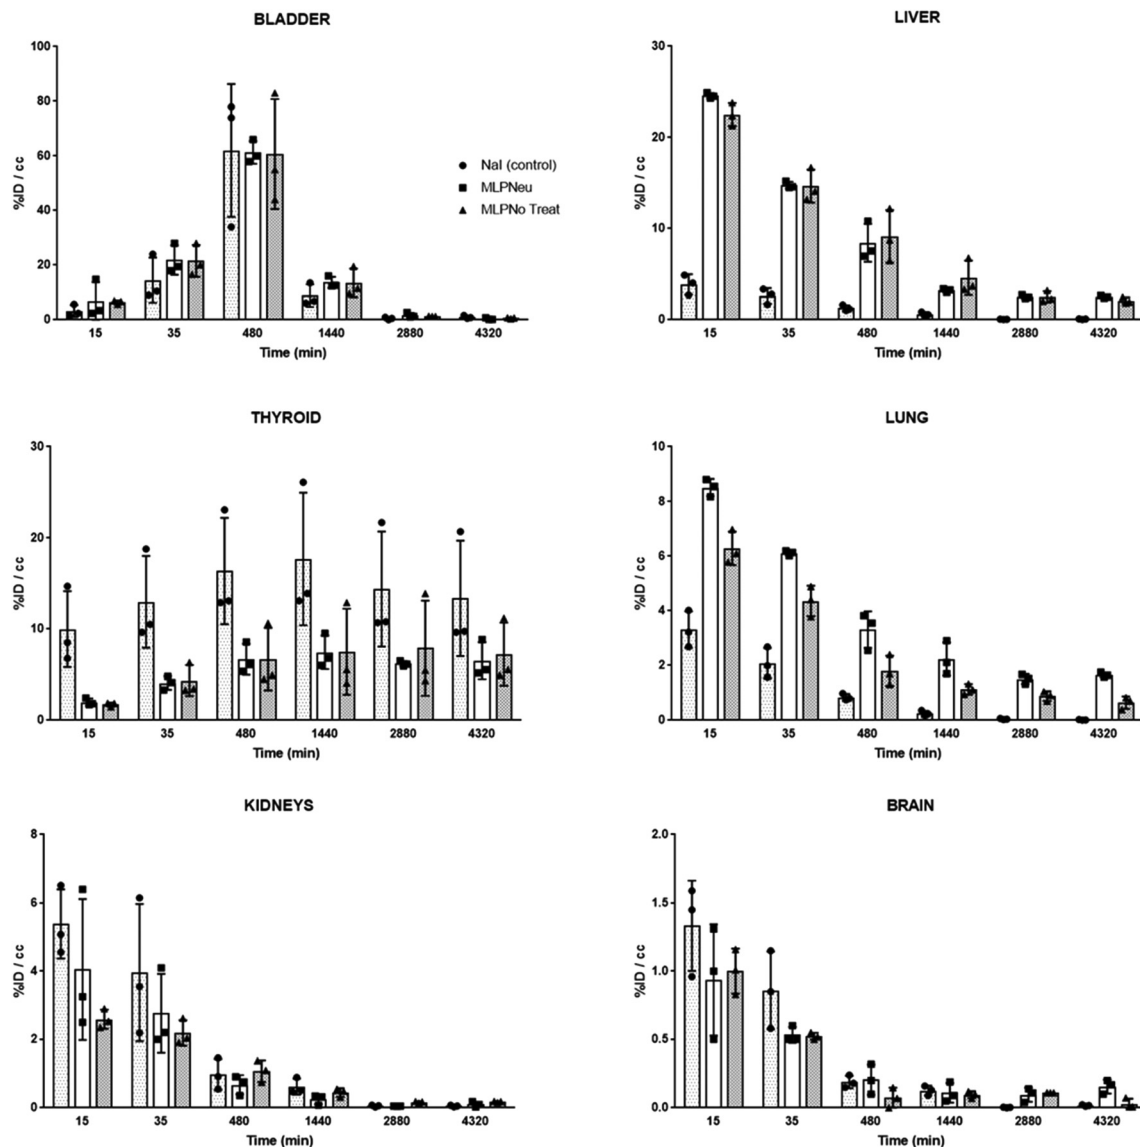 BLADDER
100
80
60
40
20
0
%ID / cc
15 35 480 1440 2880 4320
Time (min)
NaI (control)
MLPNeu
MLPNo Treat
LIVER
30
20
10
0
%ID / cc
15 35 480 1440 2880 4320
Time (min)
THYROID
30
20
10
0
%ID / cc
15 35 480 1440 2880 4320
Time (min)
LUNG
10
8
6
4
2
0
%ID / cc
15 35 480 1440 2880 4320
Time (min)
KIDNEYS
8
6
4
2
0
%ID / cc
15 35 480 1440 2880 4320
Time (min)
BRAIN
2.0
1.5
1.0
0.5
0.0
%ID / cc
15 35 480 1440 2880 4320
Time (min)